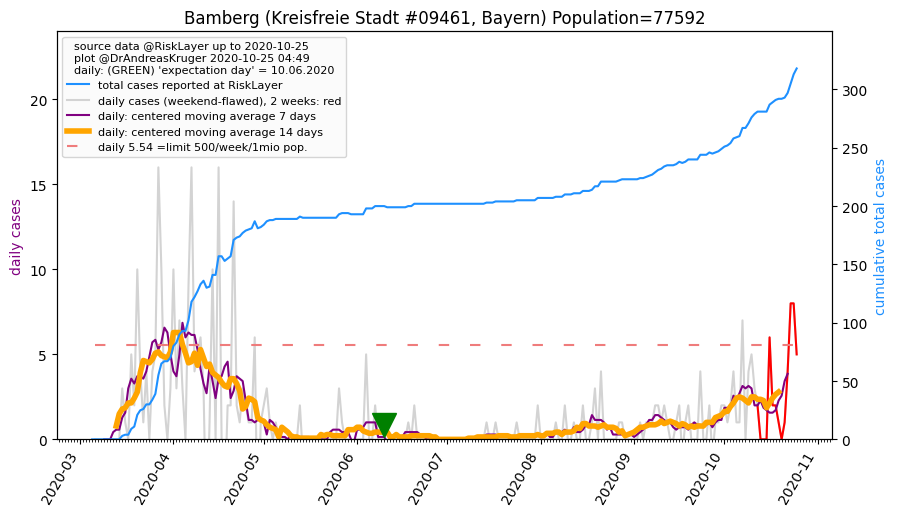 Bamberg (Kreisfreie Stadt #09461, Bayern) Population=77592
source data @RiskLayer up to 2020-10-25
plot @DrAndreasKruger 2020-10-25 04:49
daily: (GREEN) 'expectation day' = 10.06.2020
total cases reported at RiskLayer
daily cases (weekend-flawed), 2 weeks: red
daily: centered moving average 7 days
daily: centered moving average 14 days
daily 5.54 =limit 500/week/1mio pop.
daily cases
20
15
10
5
0
cumulative total cases
300
250
200
150
100
50
0
2020-03
2020-04
2020-05
2020-06
2020-07
2020-08
2020-09
2020-10
2020-11